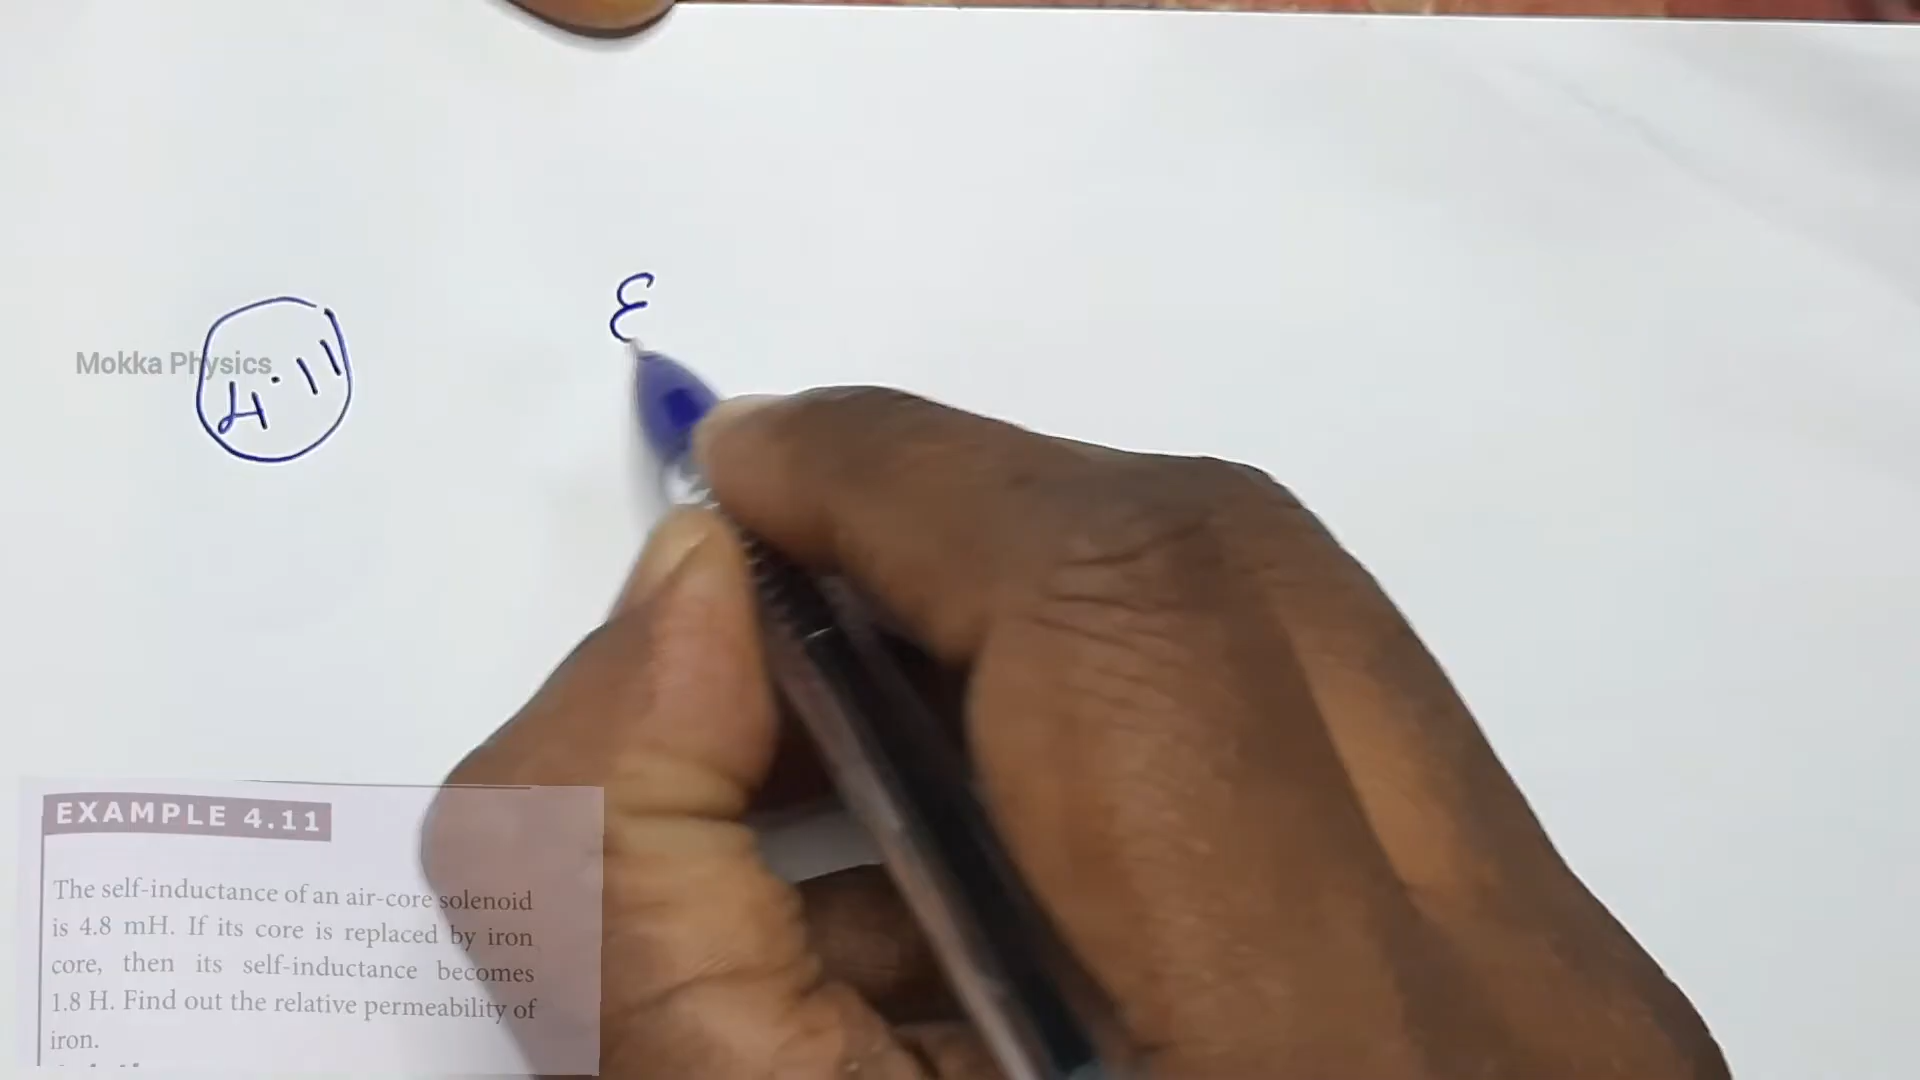 ε
Mokka Physics
4.11
EXAMPLE 4.11
The self-inductance of an air-core solenoid
is 4.8 mH. If its core is replaced by iron
core, then its self-inductance becomes
1.8 H. Find out the relative permeability of
iron.